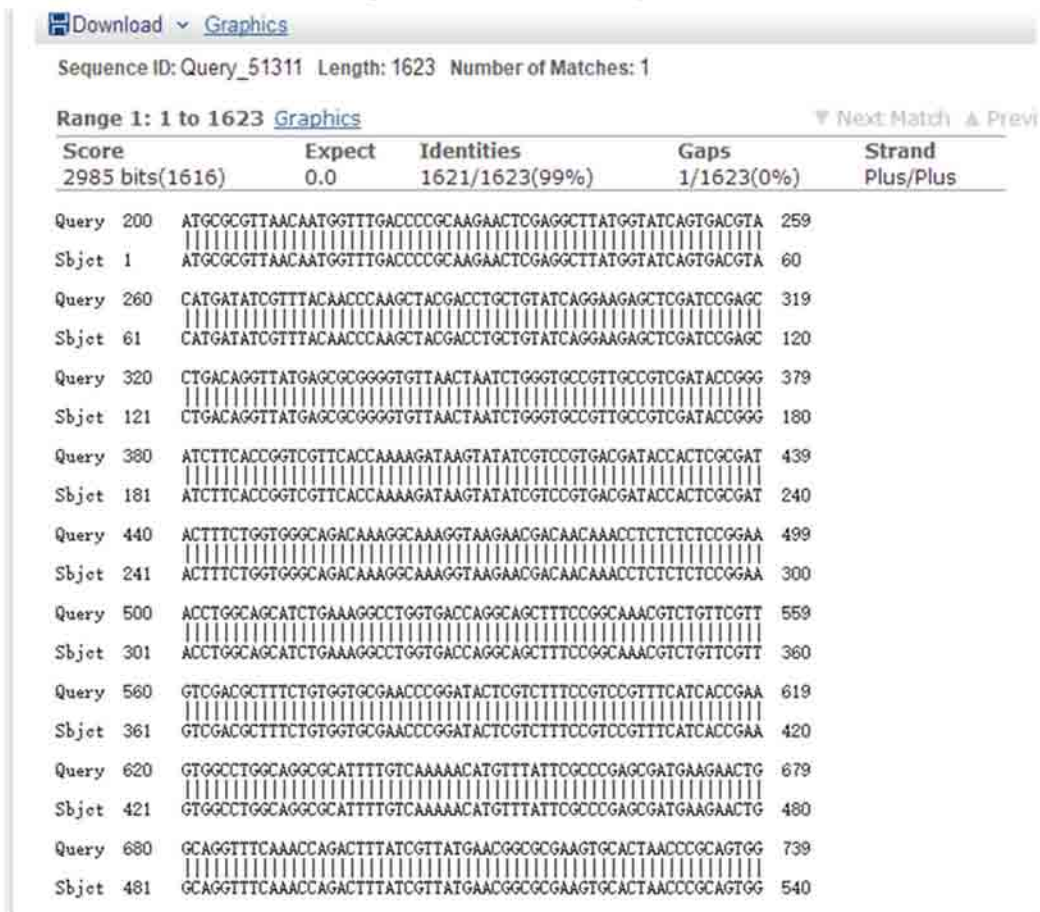 Download Graphics
Sequence ID: Query_51311 Length: 1623 Number of Matches: 1
Range 1: 1 to 1623 Graphics ▼ Next Match ▲ Previ
Score Expect Identities Gaps Strand
2985 bits(1616) 0.0 1621/1623(99%) 1/1623(0%) Plus/Plus
Query 200 ATGCGCGTTAACAATGGTTTGACCCCGCAAGAACTCGAGGCTTATGGTATCAGTGACGTA 259
Sbjct 1 ATGCGCGTTAACAATGGTTTGACCCCGCAAGAACTCGAGGCTTATGGTATCAGTGACGTA 60
Query 260 CATGATATCGTTTACAACCCAAGCTACGACCTGCTGTATCAGGAAGAGCTCGATCCGAGC 319
Sbjct 61 CATGATATCGTTTACAACCCAAGCTACGACCTGCTGTATCAGGAAGAGCTCGATCCGAGC 120
Query 320 CTGACAGGTTATGAGCGCGGGGTGTTAACTAATCTGGGTGCCGTTGCCGTCGATACCGGG 379
Sbjct 121 CTGACAGGTTATGAGCGCGGGGTGTTAACTAATCTGGGTGCCGTTGCCGTCGATACCGGG 180
Query 380 ATCTTCACCGGTCGTTCACCAAAAGATAAGTATATCGTCCGTGACGATACCACTCGCGAT 439
Sbjct 181 ATCTTCACCGGTCGTTCACCAAAAGATAAGTATATCGTCCGTGACGATACCACTCGCGAT 240
Query 440 ACTTTCTGGTGGGCAGACAAAGGCAAAGGTAAGAACGACAACAAACCTCTCTCTCCGGAA 499
Sbjct 241 ACTTTCTGGTGGGCAGACAAAGGCAAAGGTAAGAACGACAACAAACCTCTCTCTCCGGAA 300
Query 500 ACCTGGCAGCATCTGAAAGGCCTGGTGACCAGGCAGCTTTCCGGCAAACGTCTGTTCGTT 559
Sbjct 301 ACCTGGCAGCATCTGAAAGGCCTGGTGACCAGGCAGCTTTCCGGCAAACGTCTGTTCGTT 360
Query 560 GTCGACGCTTTCTGTGGTGCGAACCCGGATACTCGTCTTTCCGTCCGTTTCATCACCGAA 619
Sbjct 361 GTCGACGCTTTCTGTGGTGCGAACCCGGATACTCGTCTTTCCGTCCGTTTCATCACCGAA 420
Query 620 GTGGCCTGGCAGGCGCATTTTGTCAAAAACATGTTTATTCGCCCGAGCGATGAAGAACTG 679
Sbjct 421 GTGGCCTGGCAGGCGCATTTTGTCAAAAACATGTTTATTCGCCCGAGCGATGAAGAACTG 480
Query 680 GCAGGTTTCAAACCAGACTTTATCGTTATGAACGGCGCGAAGTGCACTAACCCGCAGTGG 739
Sbjct 481 GCAGGTTTCAAACCAGACTTTATCGTTATGAACGGCGCGAAGTGCACTAACCCGCAGTGG 540